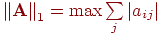 ‖A‖₁ = max ∑ⱼ |aᵢⱼ|